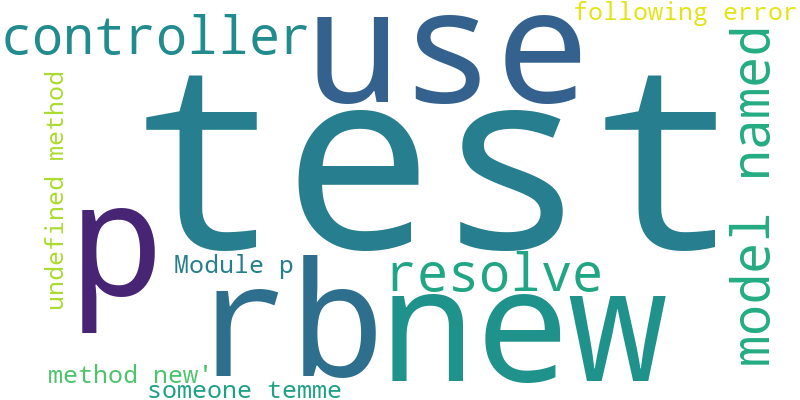 following error
controller
use
test
model named
undefined method
p
Module p
resolve
rb
new
method new'
someone temme